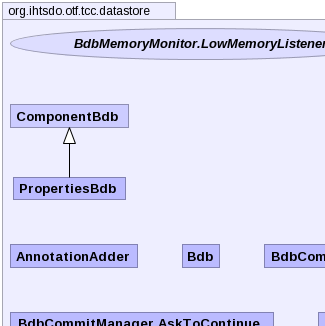 org.ihtsdo.otf.tcc.datastore
BdbMemoryMonitor.LowMemoryListener
ComponentBdb
PropertiesBdb
AnnotationAdder Bdb BdbCom
BdbCommitManager.AskToContinue